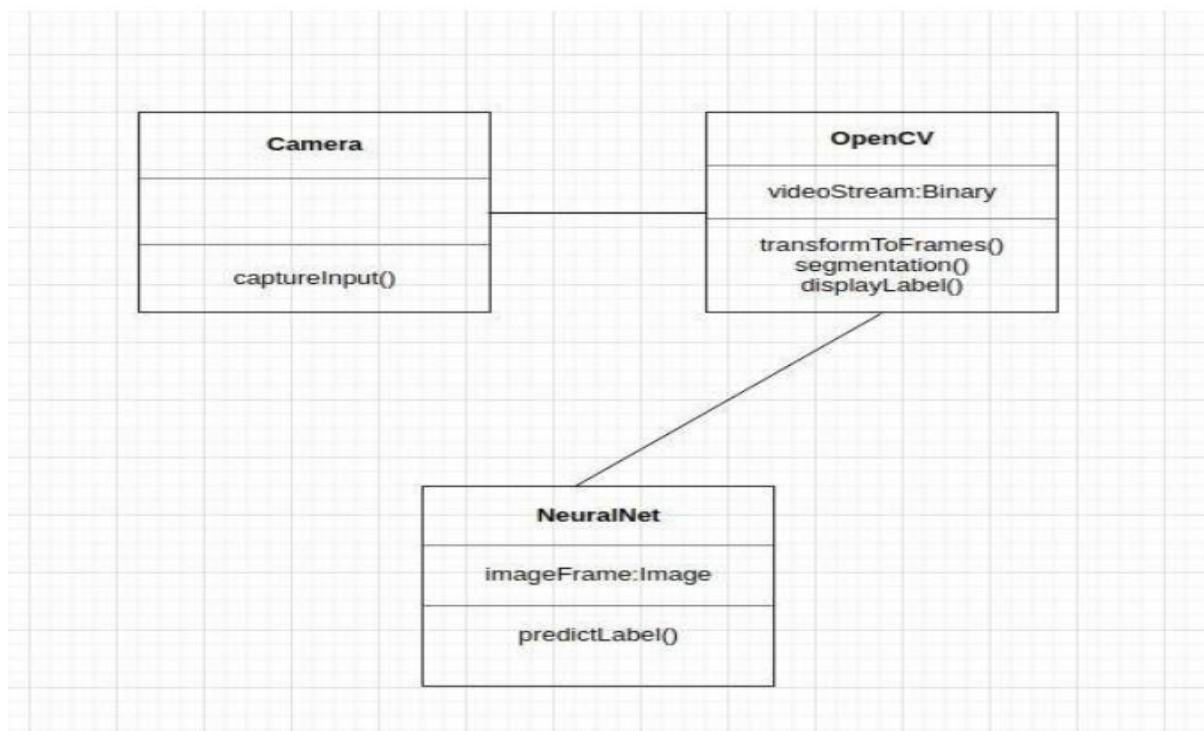 Camera
captureInput()
OpenCV
videoStream:Binary
transformToFrames()
segmentation()
displayLabel()
NeuralNet
imageFrame:Image
predictLabel()